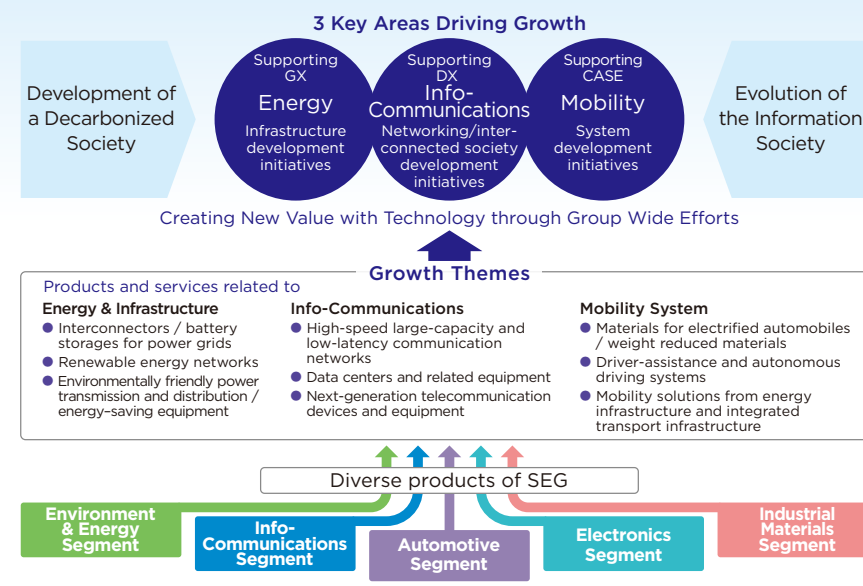 3 Key Areas Driving Growth
Development of
a Decarbonized
Society
Supporting
GX
Energy
Infrastructure
development
initiatives
Supporting
DX
Info-
Communications
Networking/inter-
connected society
development
initiatives
Supporting
CASE
Mobility
System
development
initiatives
Evolution of
the Information
Society
Creating New Value with Technology through Group Wide Efforts
Growth Themes
Products and services related to
Energy & Infrastructure
● Interconnectors / battery
storages for power grids
● Renewable energy networks
● Environmentally friendly power
transmission and distribution /
energy–saving equipment
Info-Communications
● High-speed large-capacity and
low-latency communication
networks
● Data centers and related equipment
● Next-generation telecommunication
devices and equipment
Mobility System
● Materials for electrified automobiles
/ weight reduced materials
● Driver-assistance and autonomous
driving systems
● Mobility solutions from energy
infrastructure and integrated
transport infrastructure
Diverse products of SEG
Environment
& Energy
Segment
Info-
Communications
Segment
Automotive
Segment
Electronics
Segment
Industrial
Materials
Segment